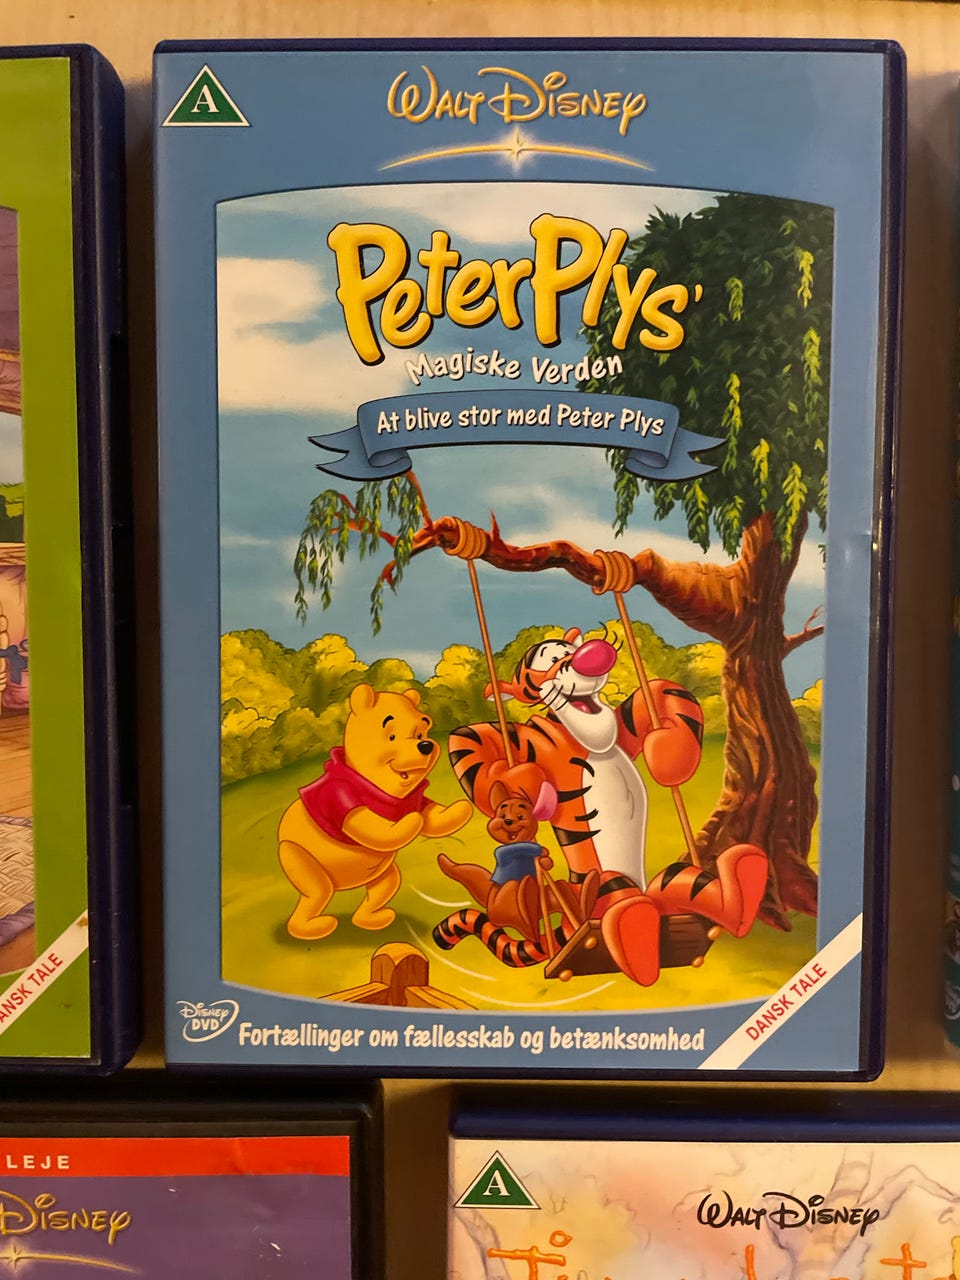 A
WALT DISNEY
Peter Plys'
Magiske Verden
At blive stor med Peter Plys
DANSK TALE
DISNEY
DVD
Fortællinger om fællesskab og betænksomhed
DANSK TALE
LEJE
DISNEY
A
WALT DISNEY